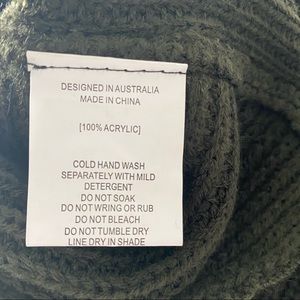 DESIGNED IN AUSTRALIA
MADE IN CHINA
[100% ACRYLIC]
COLD HAND WASH
SEPARATELY WITH MILD
DETERGENT
DO NOT SOAK
DO NOT WRING OR RUB
DO NOT BLEACH
DO NOT TUMBLE DRY
LINE DRY IN SHADE